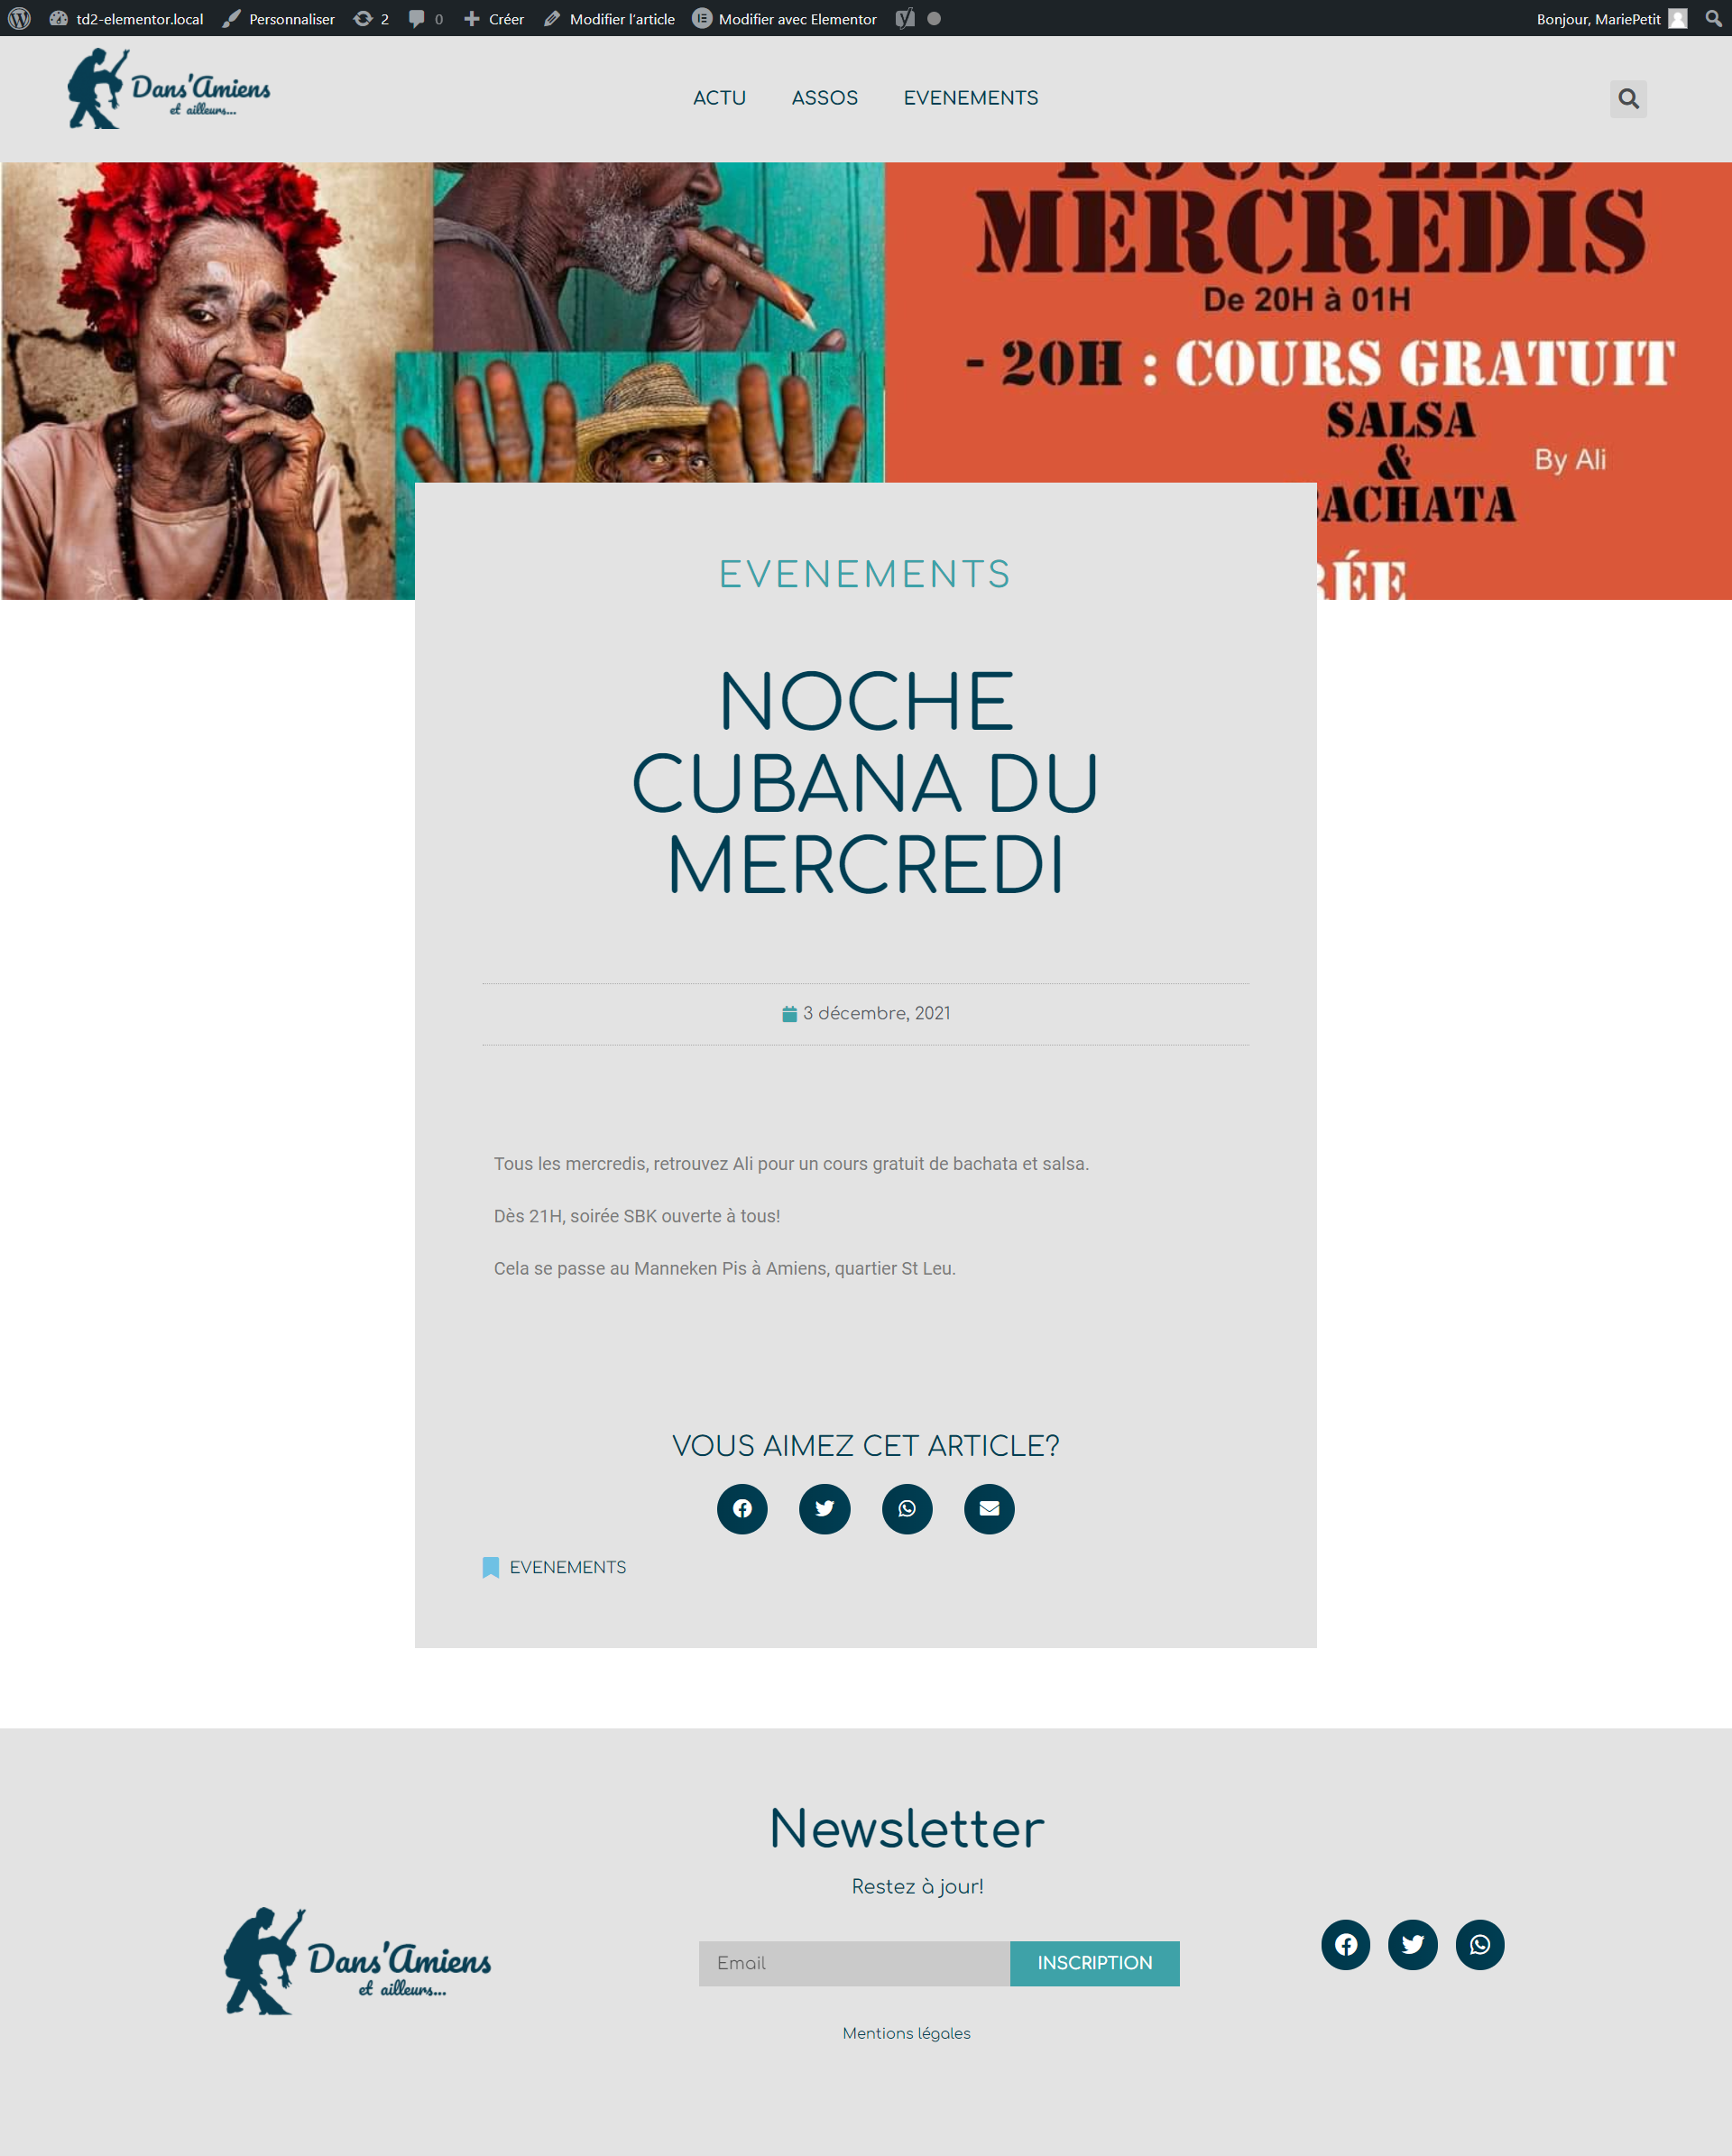 td2-elementor.local Personnaliser 2 0 Créer Modifier l'article Modifier avec Elementor Bonjour, MariePetit
Dans'Amiens
et ailleurs...
ACTU ASSOS EVENEMENTS
TOUS LES
MERCREDIS
De 20H à 01H
- 20H : COURS GRATUIT
SALSA
&
By Ali
ACHATA
RÉE
EVENEMENTS
NOCHE
CUBANA DU
MERCREDI
3 décembre, 2021
Tous les mercredis, retrouvez Ali pour un cours gratuit de bachata et salsa.
Dès 21H, soirée SBK ouverte à tous!
Cela se passe au Manneken Pis à Amiens, quartier St Leu.
VOUS AIMEZ CET ARTICLE?
EVENEMENTS
Newsletter
Restez à jour!
Dans'Amiens
et ailleurs...
Email
INSCRIPTION
Mentions légales